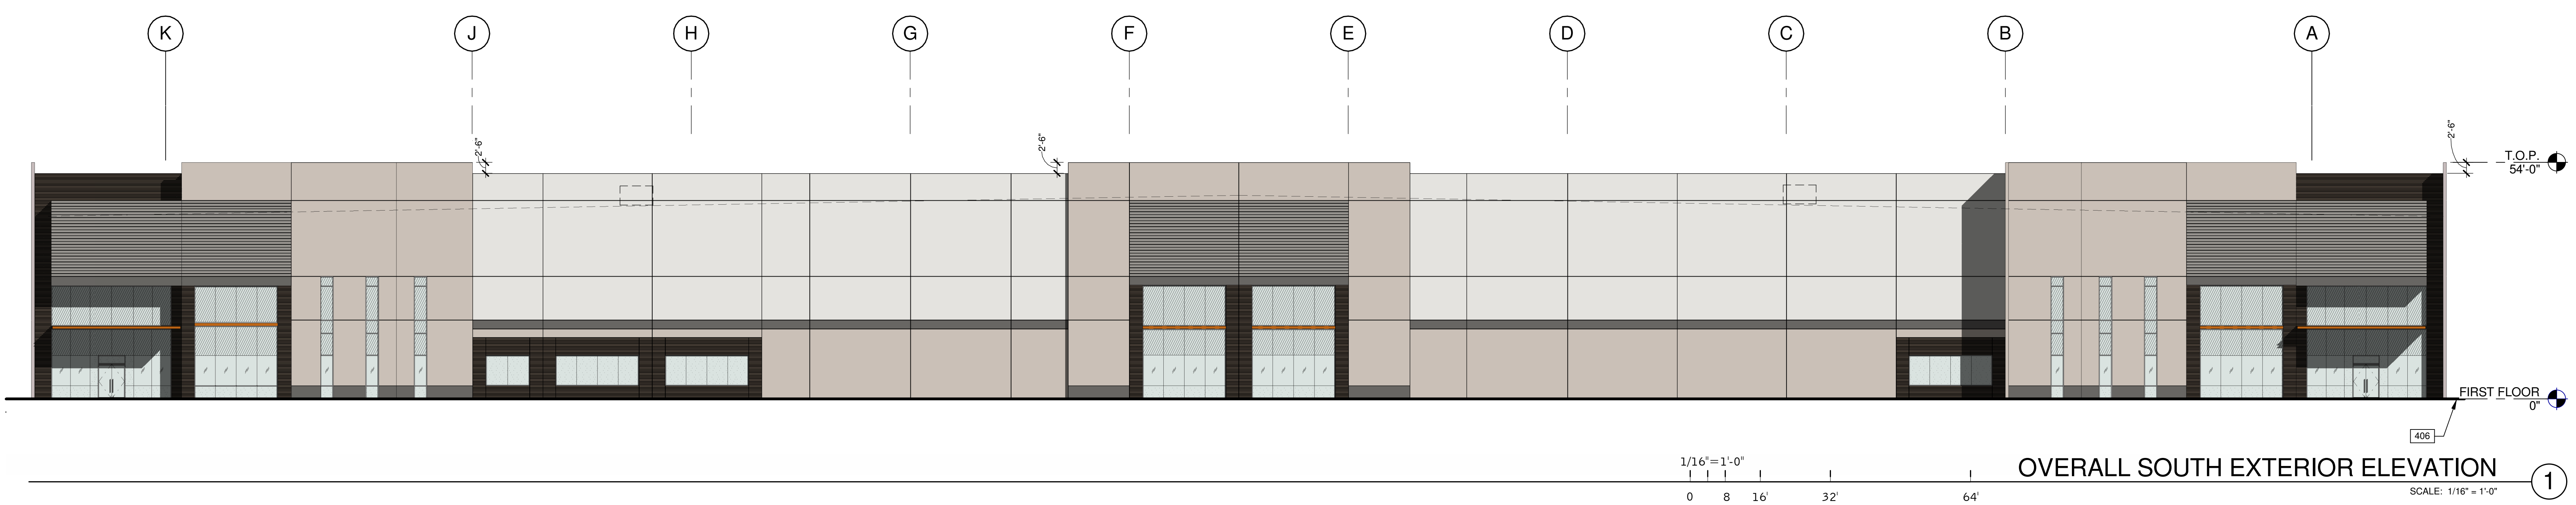 K J H G F E D C B A
2'-6" 2'-6" 2'-6"
T.O.P.
54'-0"
FIRST FLOOR
0"
406
1/16"=1'-0"
0 8 16' 32' 64'
OVERALL SOUTH EXTERIOR ELEVATION
1
SCALE: 1/16" = 1'-0"